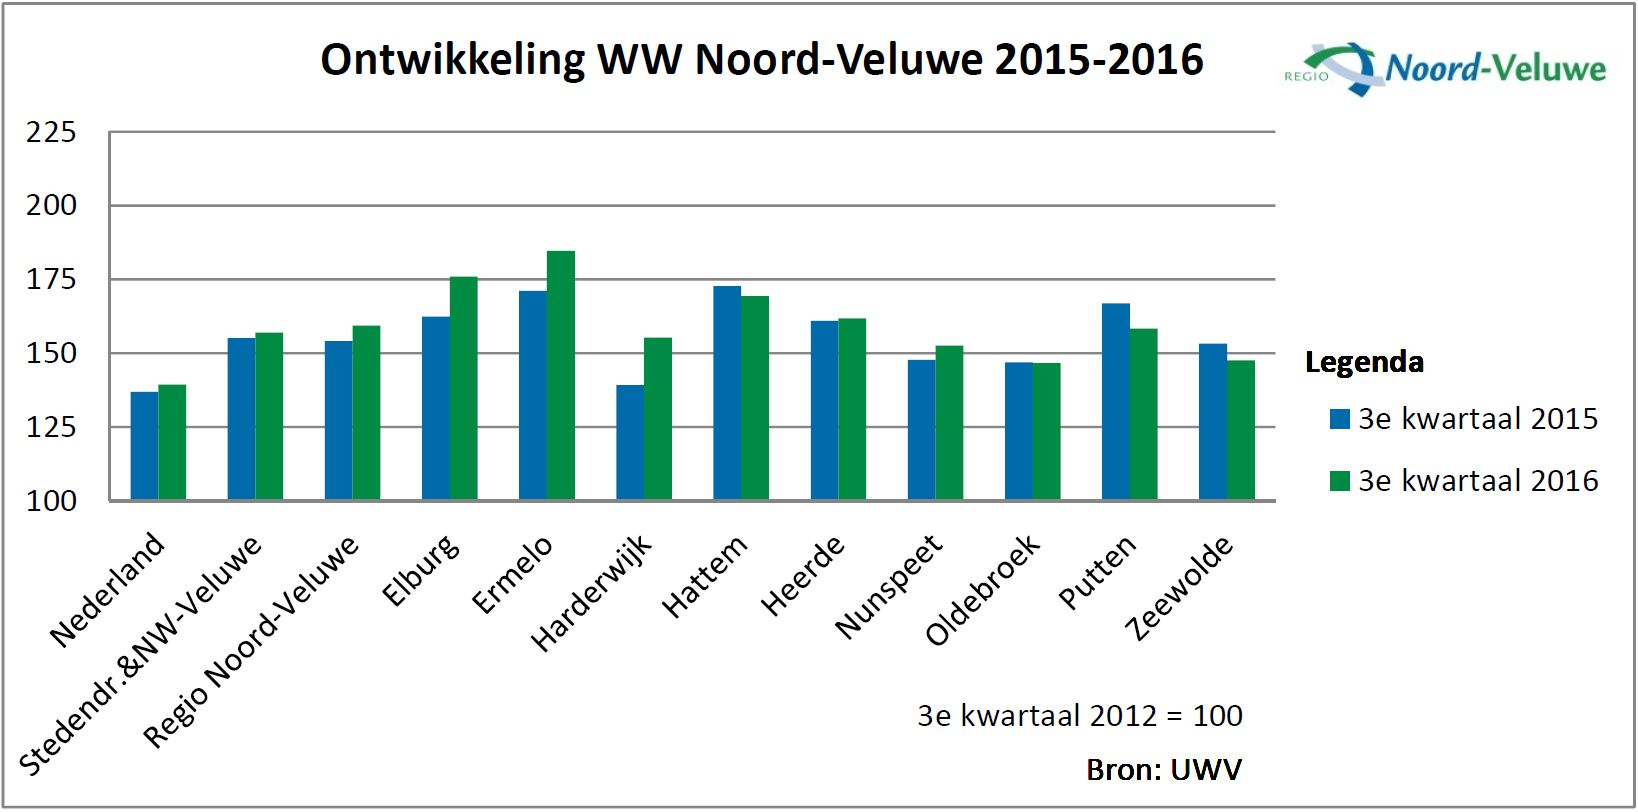 Ontwikkeling WW Noord-Veluwe 2015-2016
REGIO Noord-Veluwe
225
200
175
150
125
100
Nederland
Stedendr.&NW-Veluwe
Regio Noord-Veluwe
Elburg
Ermelo
Harderwijk
Hattem
Heerde
Nunspeet
Oldebroek
Putten
Zeewolde
Legenda
3e kwartaal 2015
3e kwartaal 2016
3e kwartaal 2012 = 100
Bron: UWV